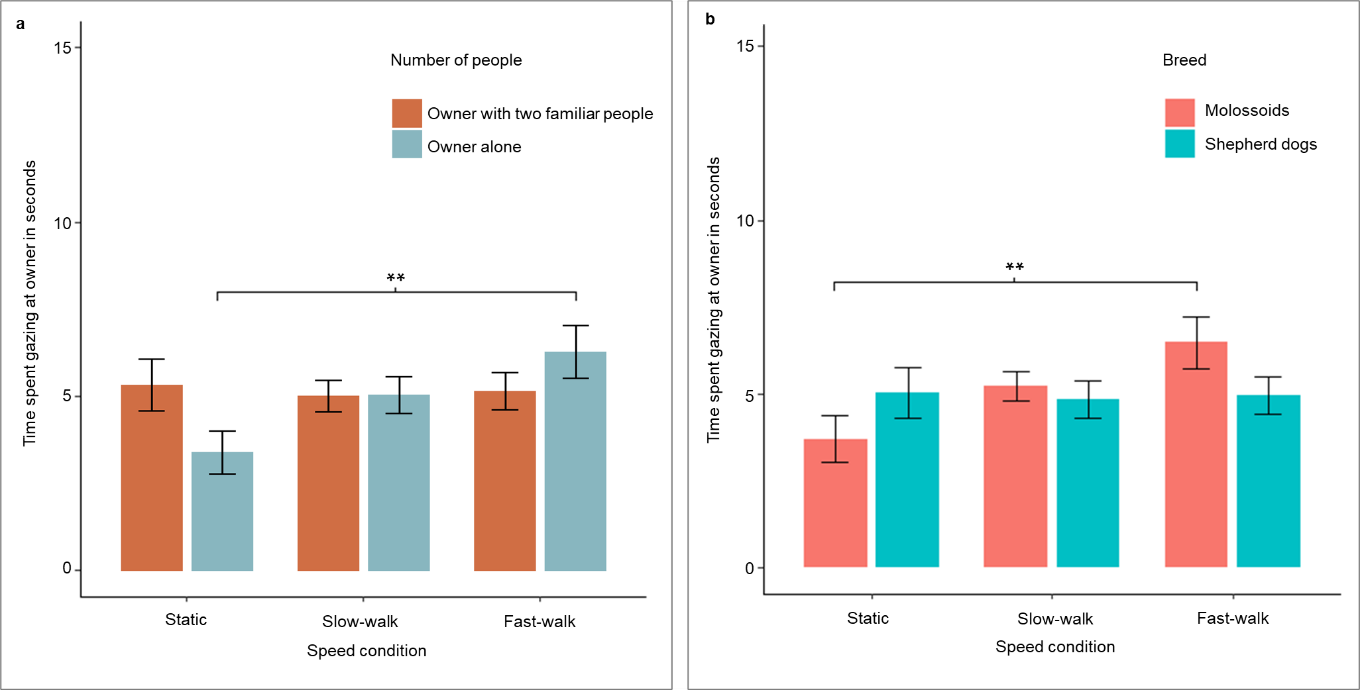 a
Number of people
Owner with two familiar people
Owner alone
Time spent gazing at owner in seconds
15
10
5
0
**
Static
Slow-walk
Fast-walk
Speed condition
b
Breed
Molossoids
Shepherd dogs
Time spent gazing at owner in seconds
15
10
5
0
**
Static
Slow-walk
Fast-walk
Speed condition